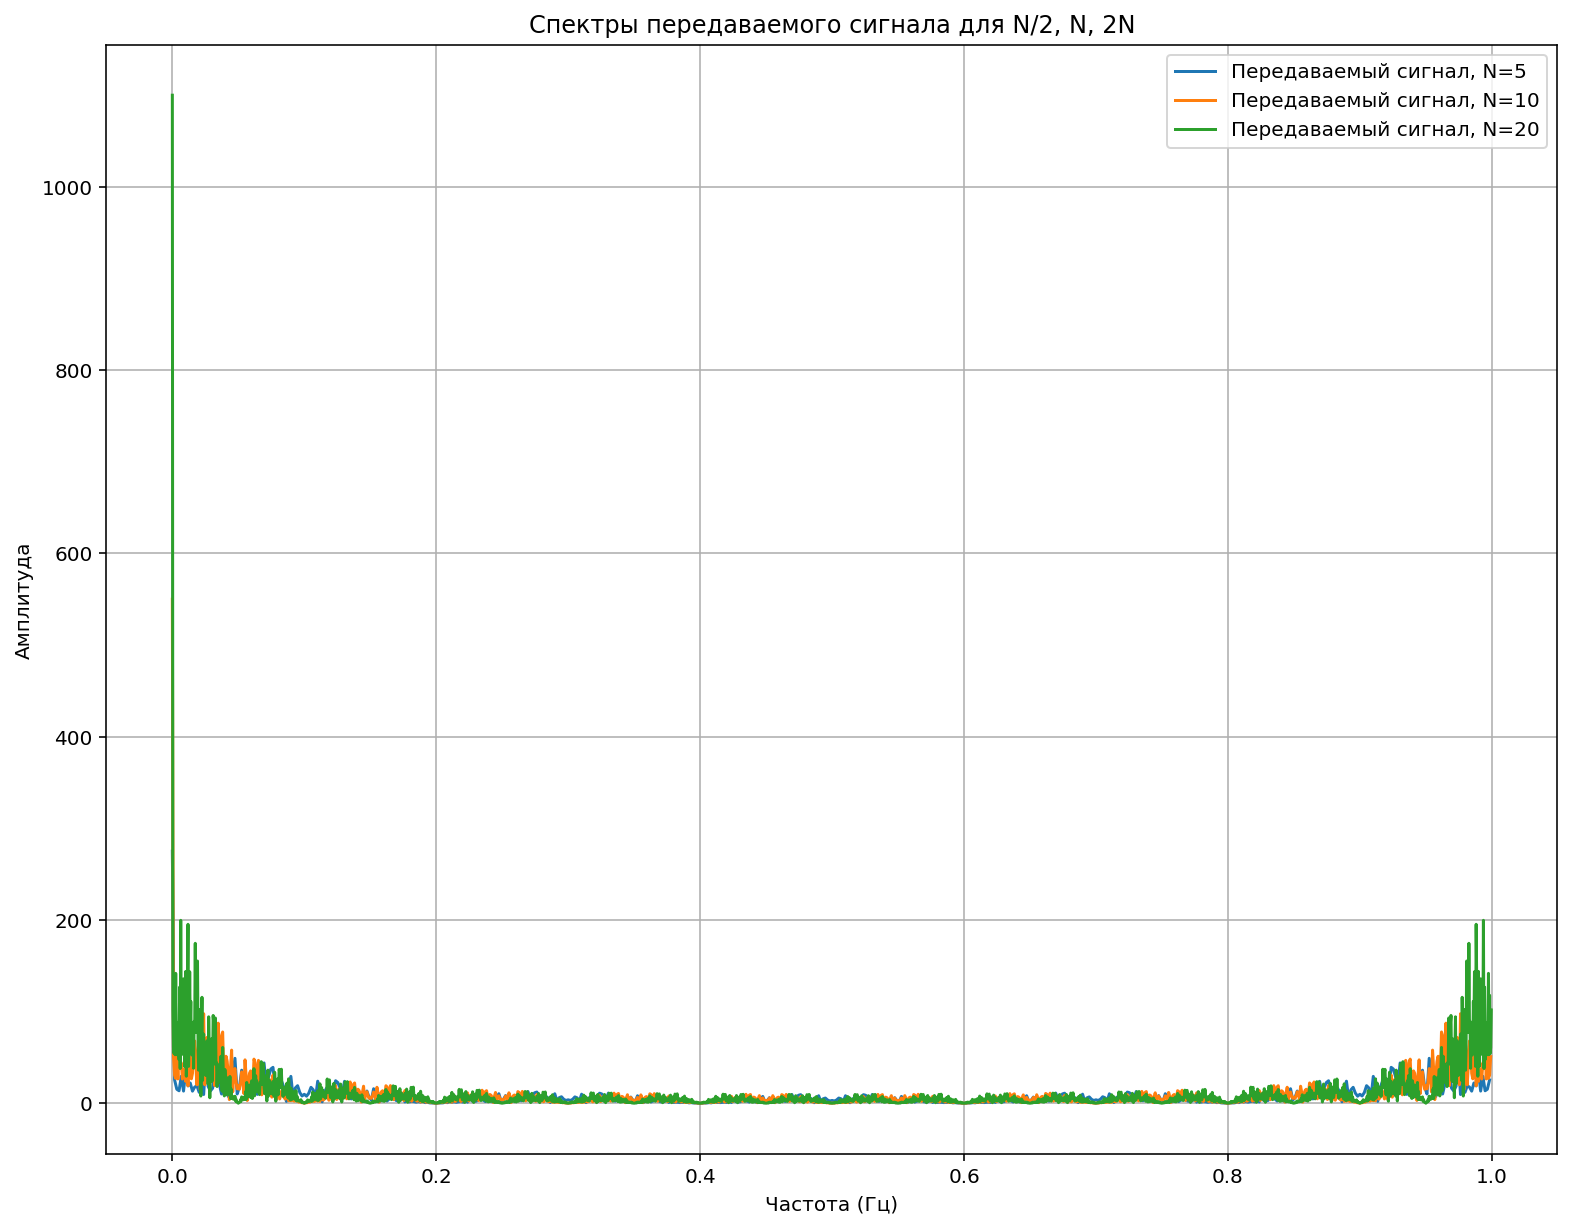 Спектры передаваемого сигнала для N/2, N, 2N
Передаваемый сигнал, N=5
Передаваемый сигнал, N=10
Передаваемый сигнал, N=20
Амплитуда
1000
800
600
400
200
0
0.0 0.2 0.4 0.6 0.8 1.0
Частота (Гц)